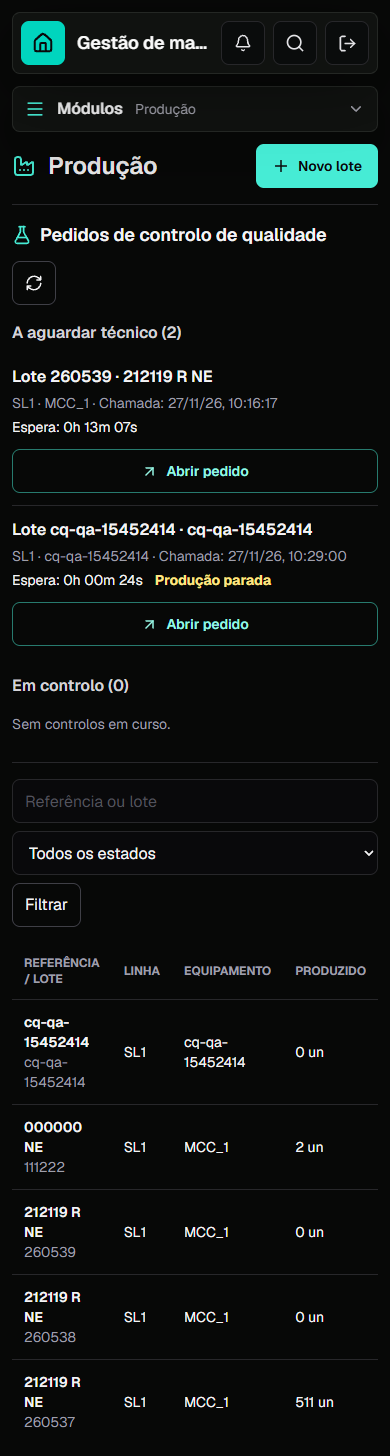 Gestão de ma...
Módulos Produção
Produção
Novo lote
Pedidos de controlo de qualidade
A aguardar técnico (2)
Lote 260539 · 212119 R NE
SL1 · MCC_1 · Chamada: 27/11/26, 10:16:17
Espera: 0h 13m 07s
Abrir pedido
Lote cq-qa-15452414 · cq-qa-15452414
SL1 · cq-qa-15452414 · Chamada: 27/11/26, 10:29:00
Espera: 0h 00m 24s Produção parada
Abrir pedido
Em controlo (0)
Sem controlos em curso.
Referência ou lote
Todos os estados
Filtrar
REFERÊNCIA
/ LOTE
LINHA
EQUIPAMENTO
PRODUZIDO
cq-qa-
15452414
cq-qa-
15452414
SL1
cq-qa-
15452414
0 un
000000
NE
111222
SL1
MCC_1
2 un
212119 R
NE
260539
SL1
MCC_1
0 un
212119 R
NE
260538
SL1
MCC_1
0 un
212119 R
NE
260537
SL1
MCC_1
511 un